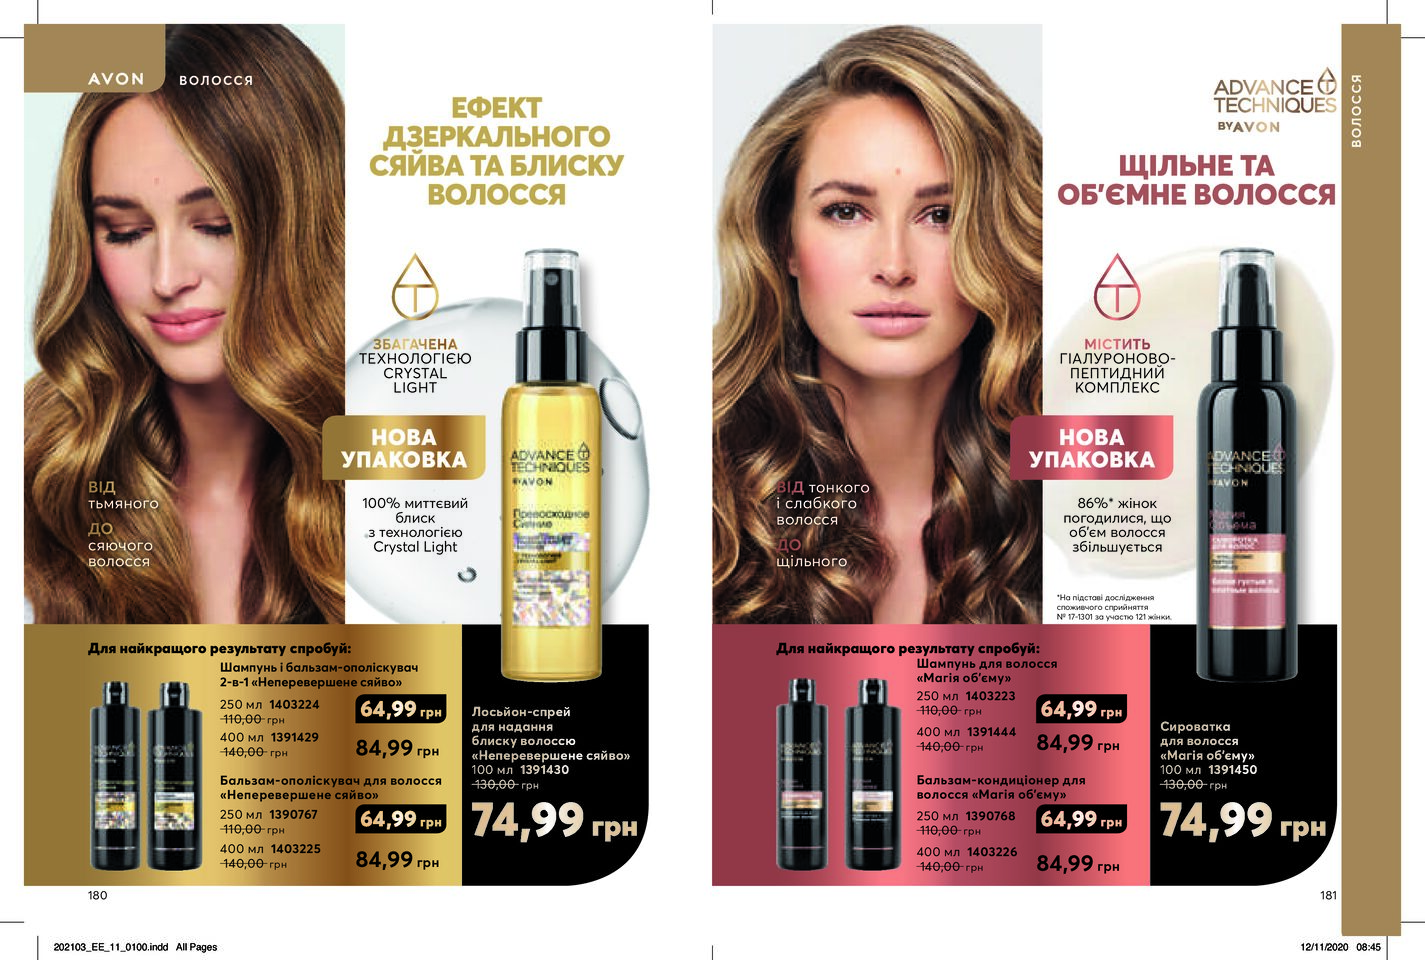 AVON
ВОЛОССЯ
ЕФЕКТ
ДЗЕРКАЛЬНОГО
СЯЙВА ТА БЛИСКУ
ВОЛОССЯ
ЗБАГАЧЕНА
ТЕХНОЛОГІЄЮ
CRYSTAL
LIGHT
НОВА
УПАКОВКА
100% миттєвий
блиск
з технологією
Crystal Light
ВІД
тьмяного
ДО
сяючого
волосся
ADVANCE
TECHNIQUES
BY AVON
Превосходное
Сияние
Для найкращого результату спробуй:
Шампунь і бальзам-ополіскувач
2-в-1 «Неперевершене сяйво»
250 мл 1403224
110,00 грн
64,99 грн
400 мл 1391429
140,00 грн
84,99 грн
Бальзам-ополіскувач для волосся
«Неперевершене сяйво»
250 мл 1390767
110,00 грн
64,99 грн
400 мл 1403225
140,00 грн
84,99 грн
Лосьйон-спрей
для надання
блиску волоссю
«Неперевершене сяйво»
100 мл 1391430
130,00 грн
74,99 грн
180
ADVANCE
TECHNIQUES
BY AVON
ВОЛОССЯ
ЩІЛЬНЕ ТА
ОБ'ЄМНЕ ВОЛОССЯ
МІСТИТЬ
ГІАЛУРОНОВО-
ПЕПТИДНИЙ
КОМПЛЕКС
НОВА
УПАКОВКА
86%* жінок
погодилися, що
об'єм волосся
збільшується
ВІД тонкого
і слабкого
волосся
ДО
щільного
*На підставі дослідження
споживчого сприйняття
№ 17-1301 за участю 121 жінки.
ADVANCE
TECHNIQUES
BY AVON
Магия
Объема
СЫВОРОТКА
ДЛЯ ВОЛОС
Для найкращого результату спробуй:
Шампунь для волосся
«Магія об'єму»
250 мл 1403223
110,00 грн
64,99 грн
400 мл 1391444
140,00 грн
84,99 грн
Бальзам-кондиціонер для
волосся «Магія об'єму»
250 мл 1390768
110,00 грн
64,99 грн
400 мл 1403226
140,00 грн
84,99 грн
Сироватка
для волосся
«Магія об'єму»
100 мл 1391450
130,00 грн
74,99 грн
181
202103_EE_11_0100.indd All Pages
12/11/2020 08:45